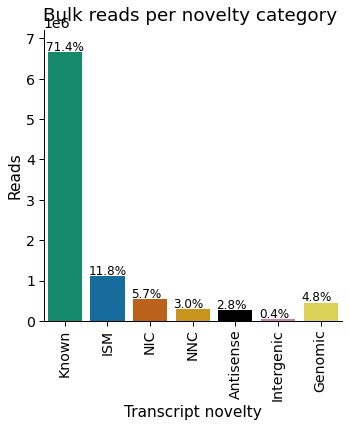 Bulk reads per novelty category
1e6
7
6
5
4
3
2
1
0
Reads
71.4%
11.8%
5.7%
3.0%
2.8%
0.4%
4.8%
Known
ISM
NIC
NNC
Antisense
Intergenic
Genomic
Transcript novelty